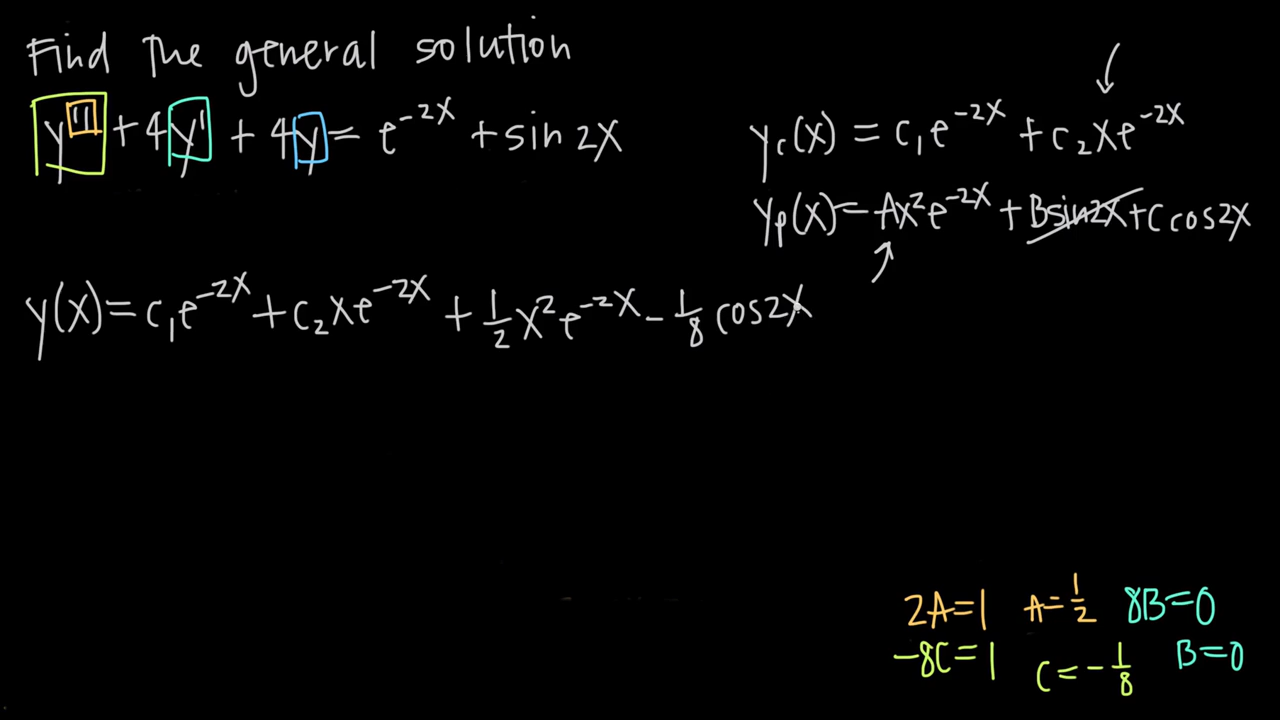 Find the general solution
y'' + 4y' + 4y = e^{-2x} + sin 2x
y_c(x) = c_1 e^{-2x} + c_2 x e^{-2x}
y_p(x) = Ax^2 e^{-2x} + B sin 2x + C cos 2x
y(x) = c_1 e^{-2x} + c_2 x e^{-2x} + 1/2 x^2 e^{-2x} - 1/8 cos 2x
2A = 1 A = 1/2 8B = 0
-8C = 1 C = -1/8 B = 0